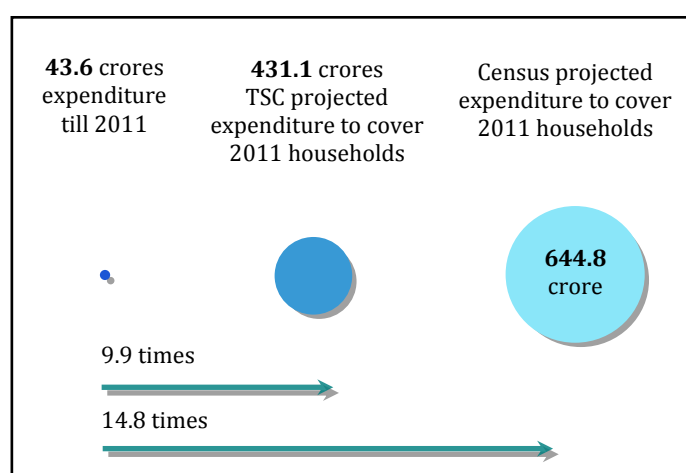 43.6 crores
expenditure
till 2011
431.1 crores
TSC projected
expenditure to cover
2011 households
Census projected
expenditure to cover
2011 households
644.8
crore
9.9 times
14.8 times